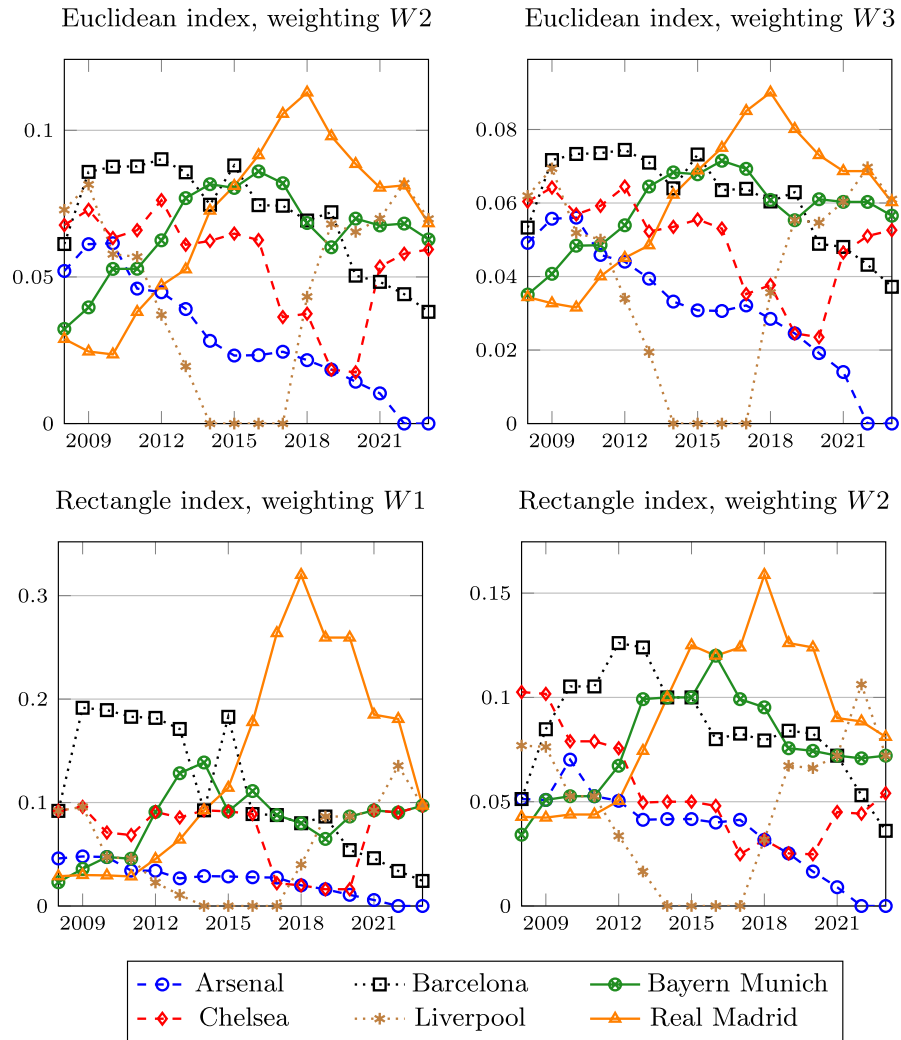 Euclidean index, weighting W2
Euclidean index, weighting W3
0.1
0.05
0
2009 2012 2015 2018 2021
0.08
0.06
0.04
0.02
0
2009 2012 2015 2018 2021
Rectangle index, weighting W1
Rectangle index, weighting W2
0.3
0.2
0.1
0
2009 2012 2015 2018 2021
0.15
0.1
0.05
0
2009 2012 2015 2018 2021
Arsenal Barcelona Bayern Munich
Chelsea Liverpool Real Madrid